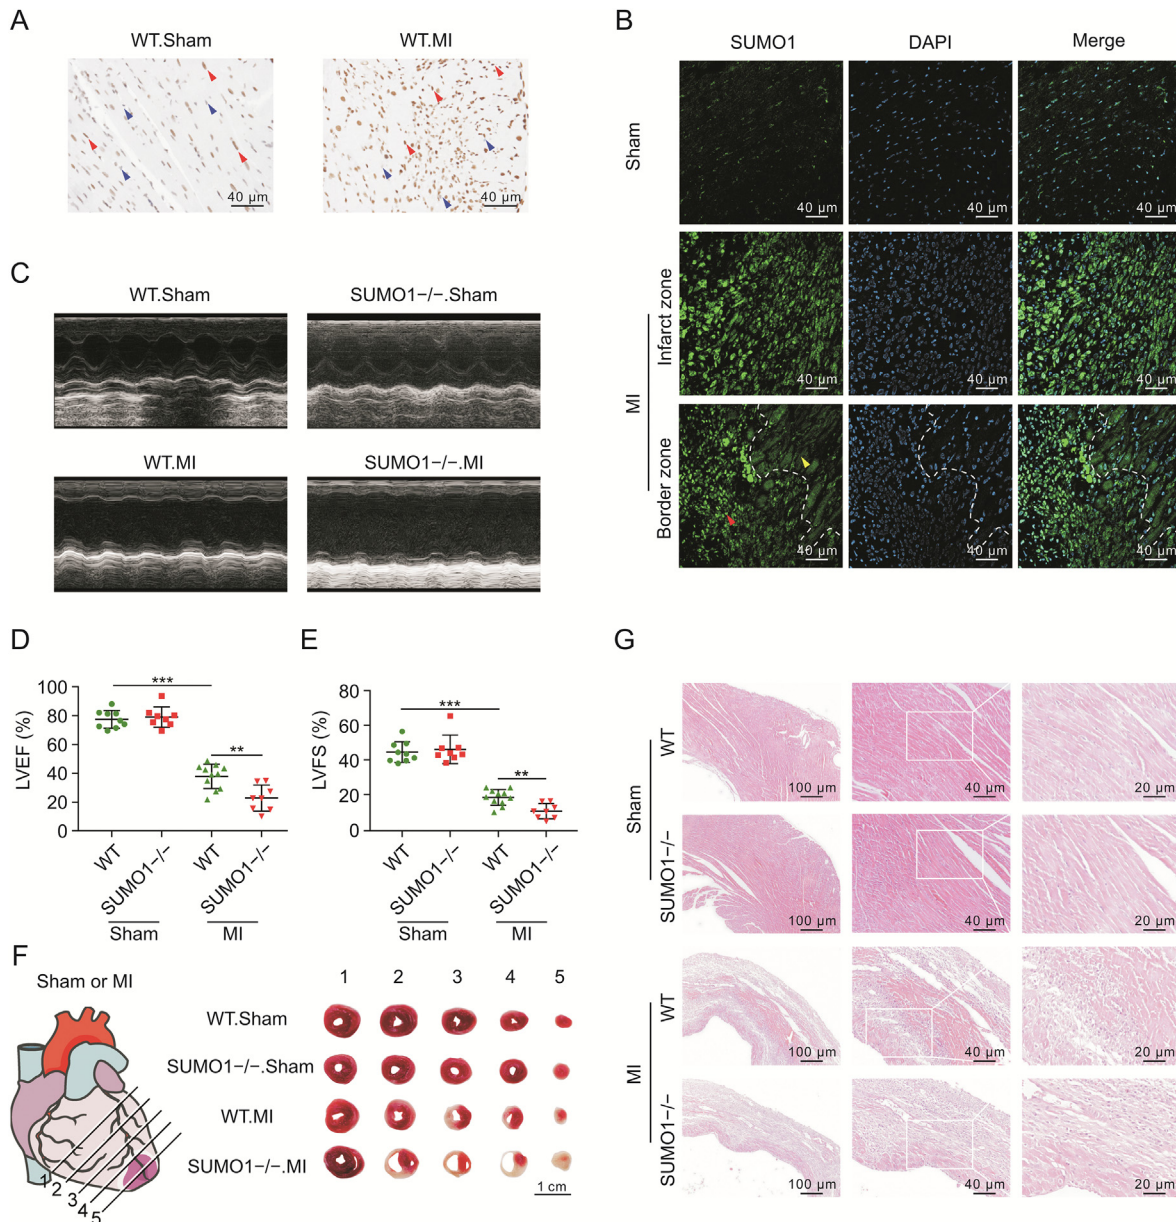 A
WT.Sham
WT.MI
40 μm
40 μm
B
SUMO1
DAPI
Merge
Sham
40 μm
40 μm
40 μm
MI
Infarct zone
40 μm
40 μm
40 μm
Border zone
40 μm
40 μm
40 μm
C
WT.Sham
SUMO1−/−.Sham
WT.MI
SUMO1−/−.MI
D
LVEF (%)
100
80
60
40
20
0
***
**
WT
SUMO1−/−
WT
SUMO1−/−
Sham
MI
E
LVFS (%)
80
60
40
20
0
***
**
WT
SUMO1−/−
WT
SUMO1−/−
Sham
MI
F
Sham or MI
1
2
3
4
5
1 2 3 4 5
WT.Sham
SUMO1−/−.Sham
WT.MI
SUMO1−/−.MI
1 cm
G
Sham
WT
100 μm
40 μm
20 μm
SUMO1−/−
100 μm
40 μm
20 μm
MI
WT
100 μm
40 μm
20 μm
SUMO1−/−
100 μm
40 μm
20 μm